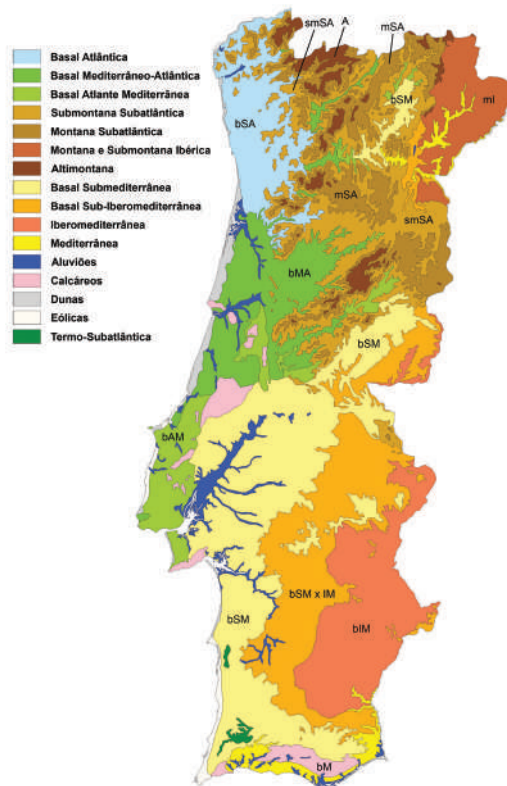 smSA
A
mSA
Basal Atlântica
Basal Mediterrâneo-Atlântica
Basal Atlante Mediterrânea
Submontana Subatlântica
Montana Subatlântica
Montana e Submontana Ibérica
Altimontana
Basal Submediterrânea
Basal Sub-Iberomediterrânea
Iberomediterrânea
Mediterrânea
Aluviões
Calcáreos
Dunas
Eólicas
Termo-Subatlântica
bSM
mI
bSA
mSA
smSA
bMA
bSM
bAM
bSM x IM
bSM
bIM
bM